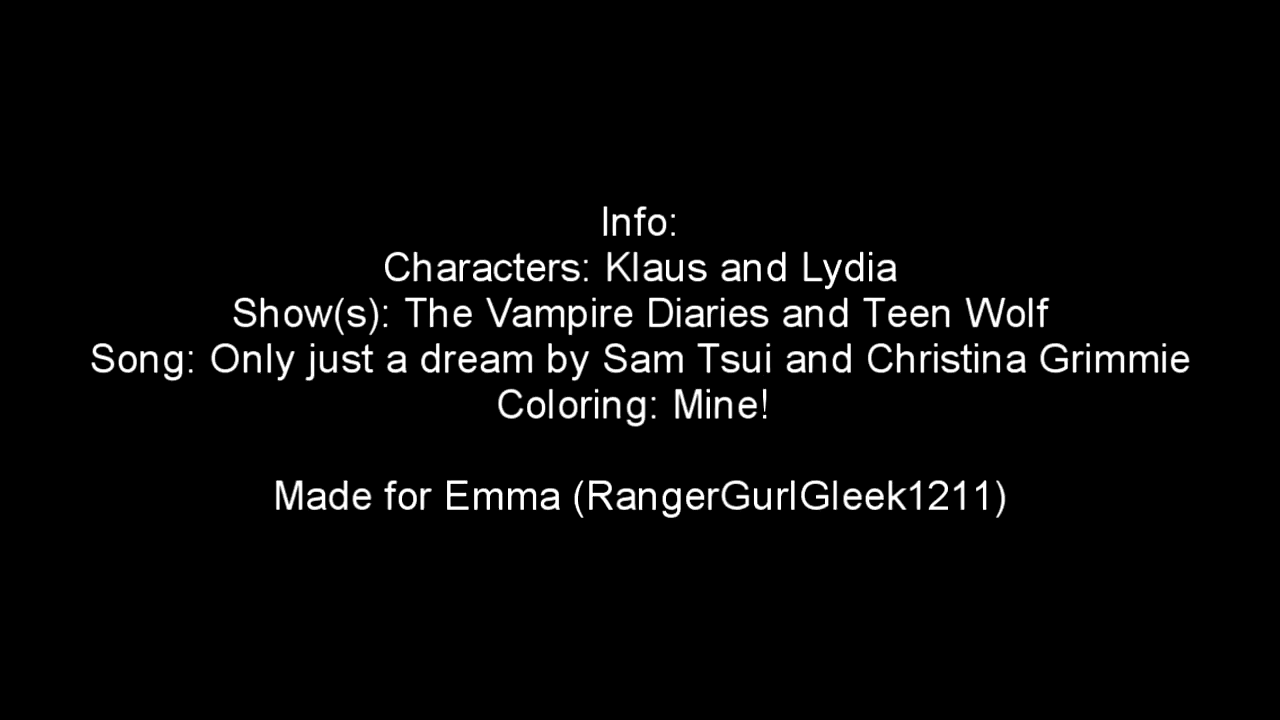 Info:
Characters: Klaus and Lydia
Show(s): The Vampire Diaries and Teen Wolf
Song: Only just a dream by Sam Tsui and Christina Grimmie
Coloring: Mine!
Made for Emma (RangerGurlGleek1211)